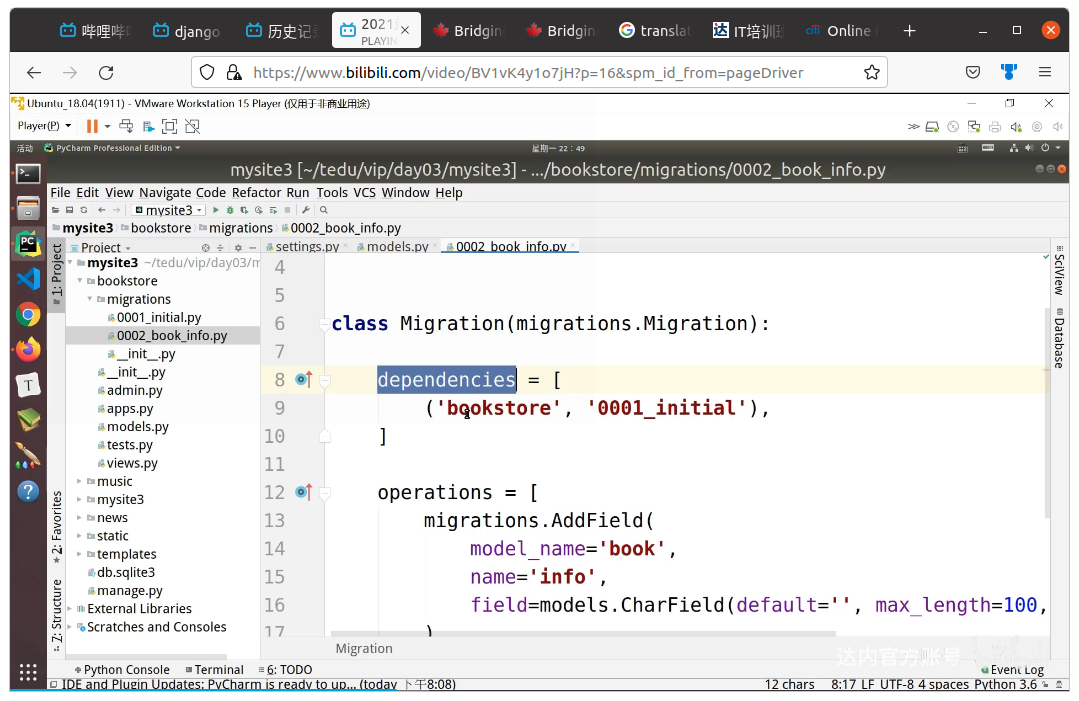 哔哩哔
django
历史记
2021
PLAYIN
Bridgin
Bridgin
Google translat
IT培训
Online
https://www.bilibili.com/video/BV1vK4y1o7jH?p=16&spm_id_from=pageDriver
Ubuntu_18.04(1911) - VMware Workstation 15 Player (仅用于非商业用途)
Player(P)
活动
PyCharm Professional Edition
星期一 22：49
mysite3 [~/tedu/vip/day03/mysite3] - .../bookstore/migrations/0002_book_info.py
File Edit View Navigate Code Refactor Run Tools VCS Window Help
mysite3
mysite3 bookstore migrations 0002_book_info.py
Project
settings.py
models.py
0002_book_info.py
1: Project
mysite3 ~/tedu/vip/day03/m
bookstore
migrations
0001_initial.py
0002_book_info.py
__init__.py
__init__.py
admin.py
apps.py
models.py
tests.py
views.py
music
mysite3
news
static
templates
db.sqlite3
manage.py
External Libraries
Scratches and Consoles
2: Favorites
7: Structure
4
5
6 class Migration(migrations.Migration):
7
8 dependencies = [
9 ('bookstore', '0001_initial'),
10 ]
11
12 operations = [
13 migrations.AddField(
14 model_name='book',
15 name='info',
16 field=models.CharField(default='', max_length=100,
17 )
SciView
Database
Migration
达内官方账号
Python Console
Terminal
6: TODO
Event Log
IDE and Plugin Updates: PyCharm is ready to up... (today 下午8:08)
12 chars 8:17 LF UTF-8 4 spaces Python 3.6